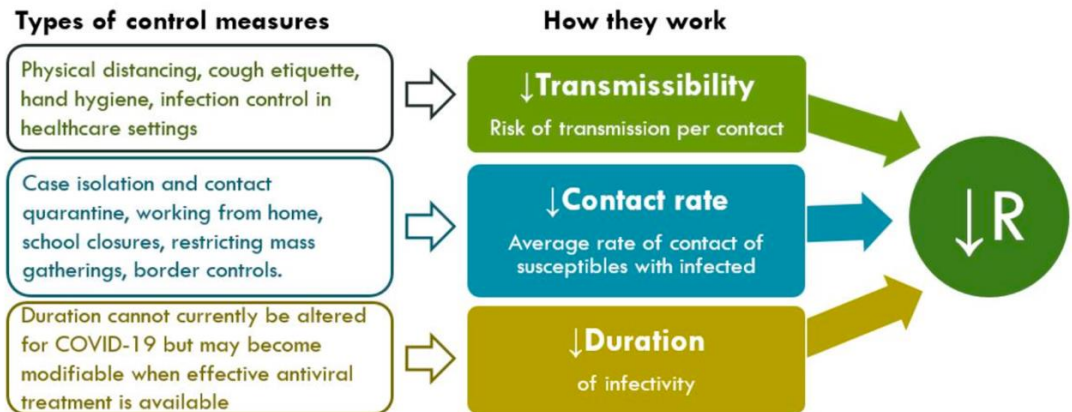 Types of control measures
How they work
Physical distancing, cough etiquette,
hand hygiene, infection control in
healthcare settings
↓Transmissibility
Risk of transmission per contact
Case isolation and contact
quarantine, working from home,
school closures, restricting mass
gatherings, border controls.
↓Contact rate
Average rate of contact of
susceptibles with infected
Duration cannot currently be altered
for COVID-19 but may become
modifiable when effective antiviral
treatment is available
↓Duration
of infectivity
↓R